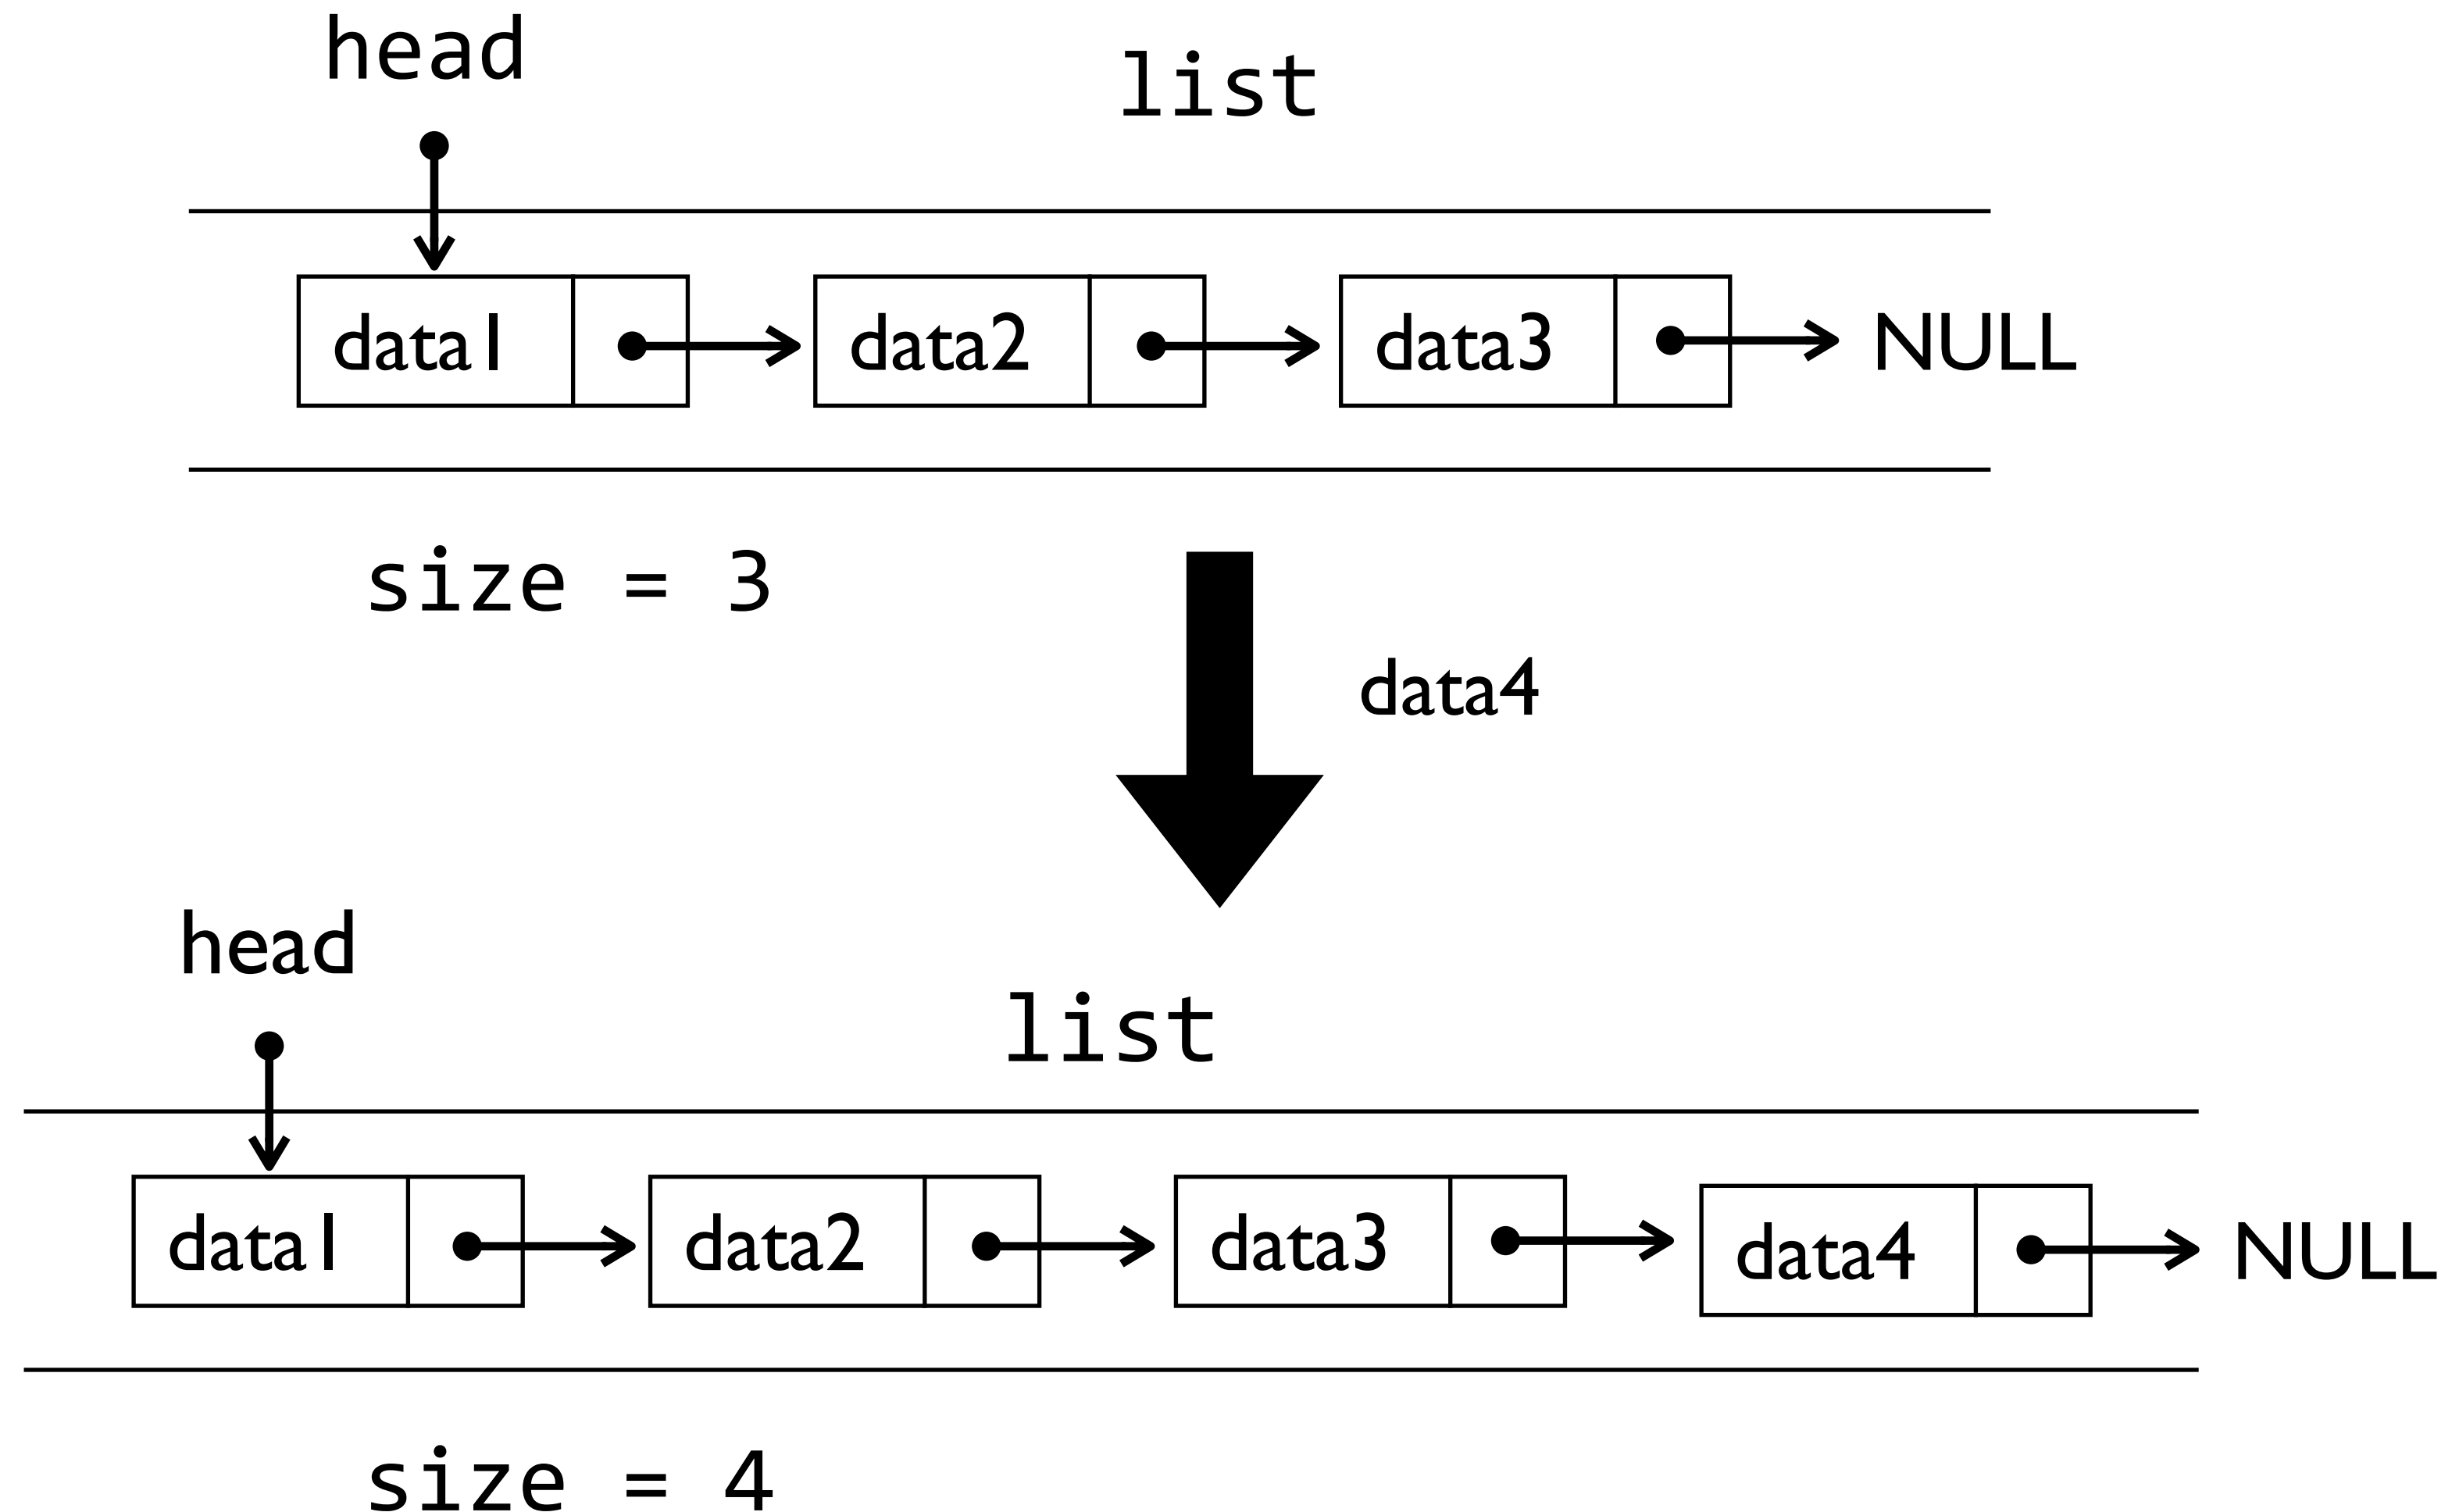 head
list
data1 data2 data3 NULL
size = 3
data4
head
list
data1 data2 data3 data4 NULL
size = 4